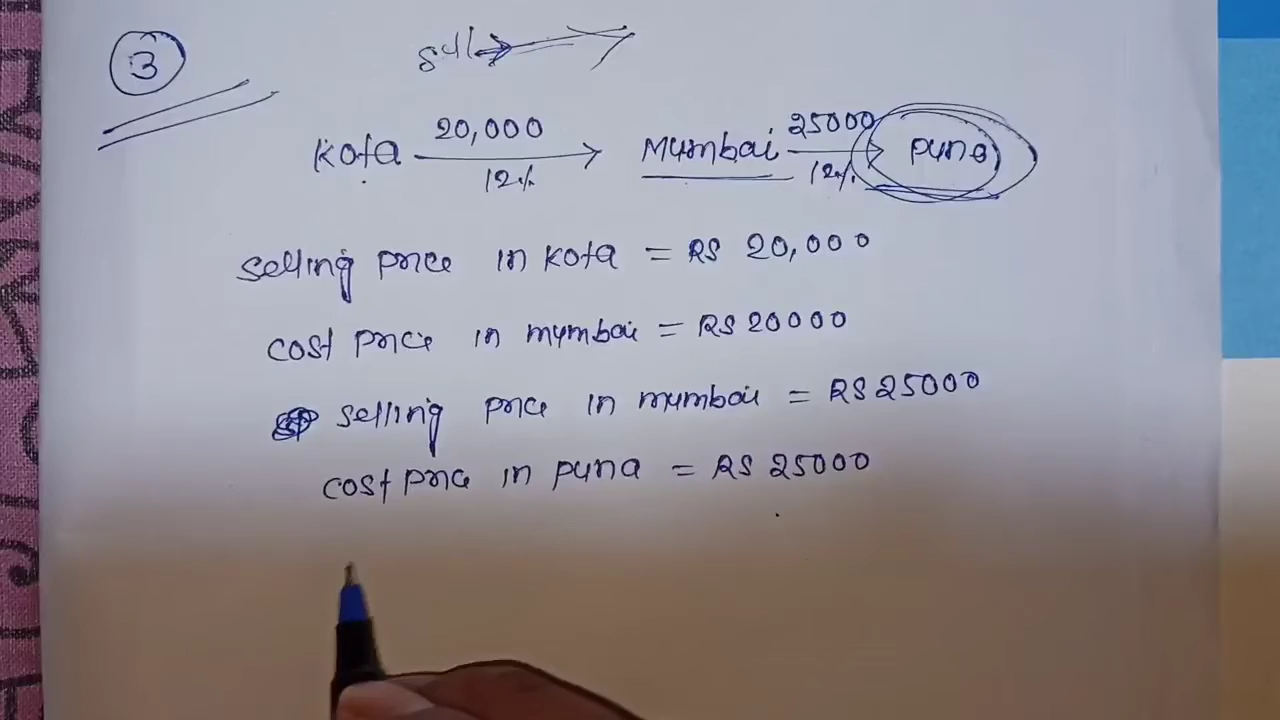 3
sell
Kota 20,000 12% Mumbai 25000 12% Puna
selling price in Kota = RS 20,000
cost price in mumbai = RS 20000
selling price in mumbai = RS 25000
cost price in puna = RS 25000